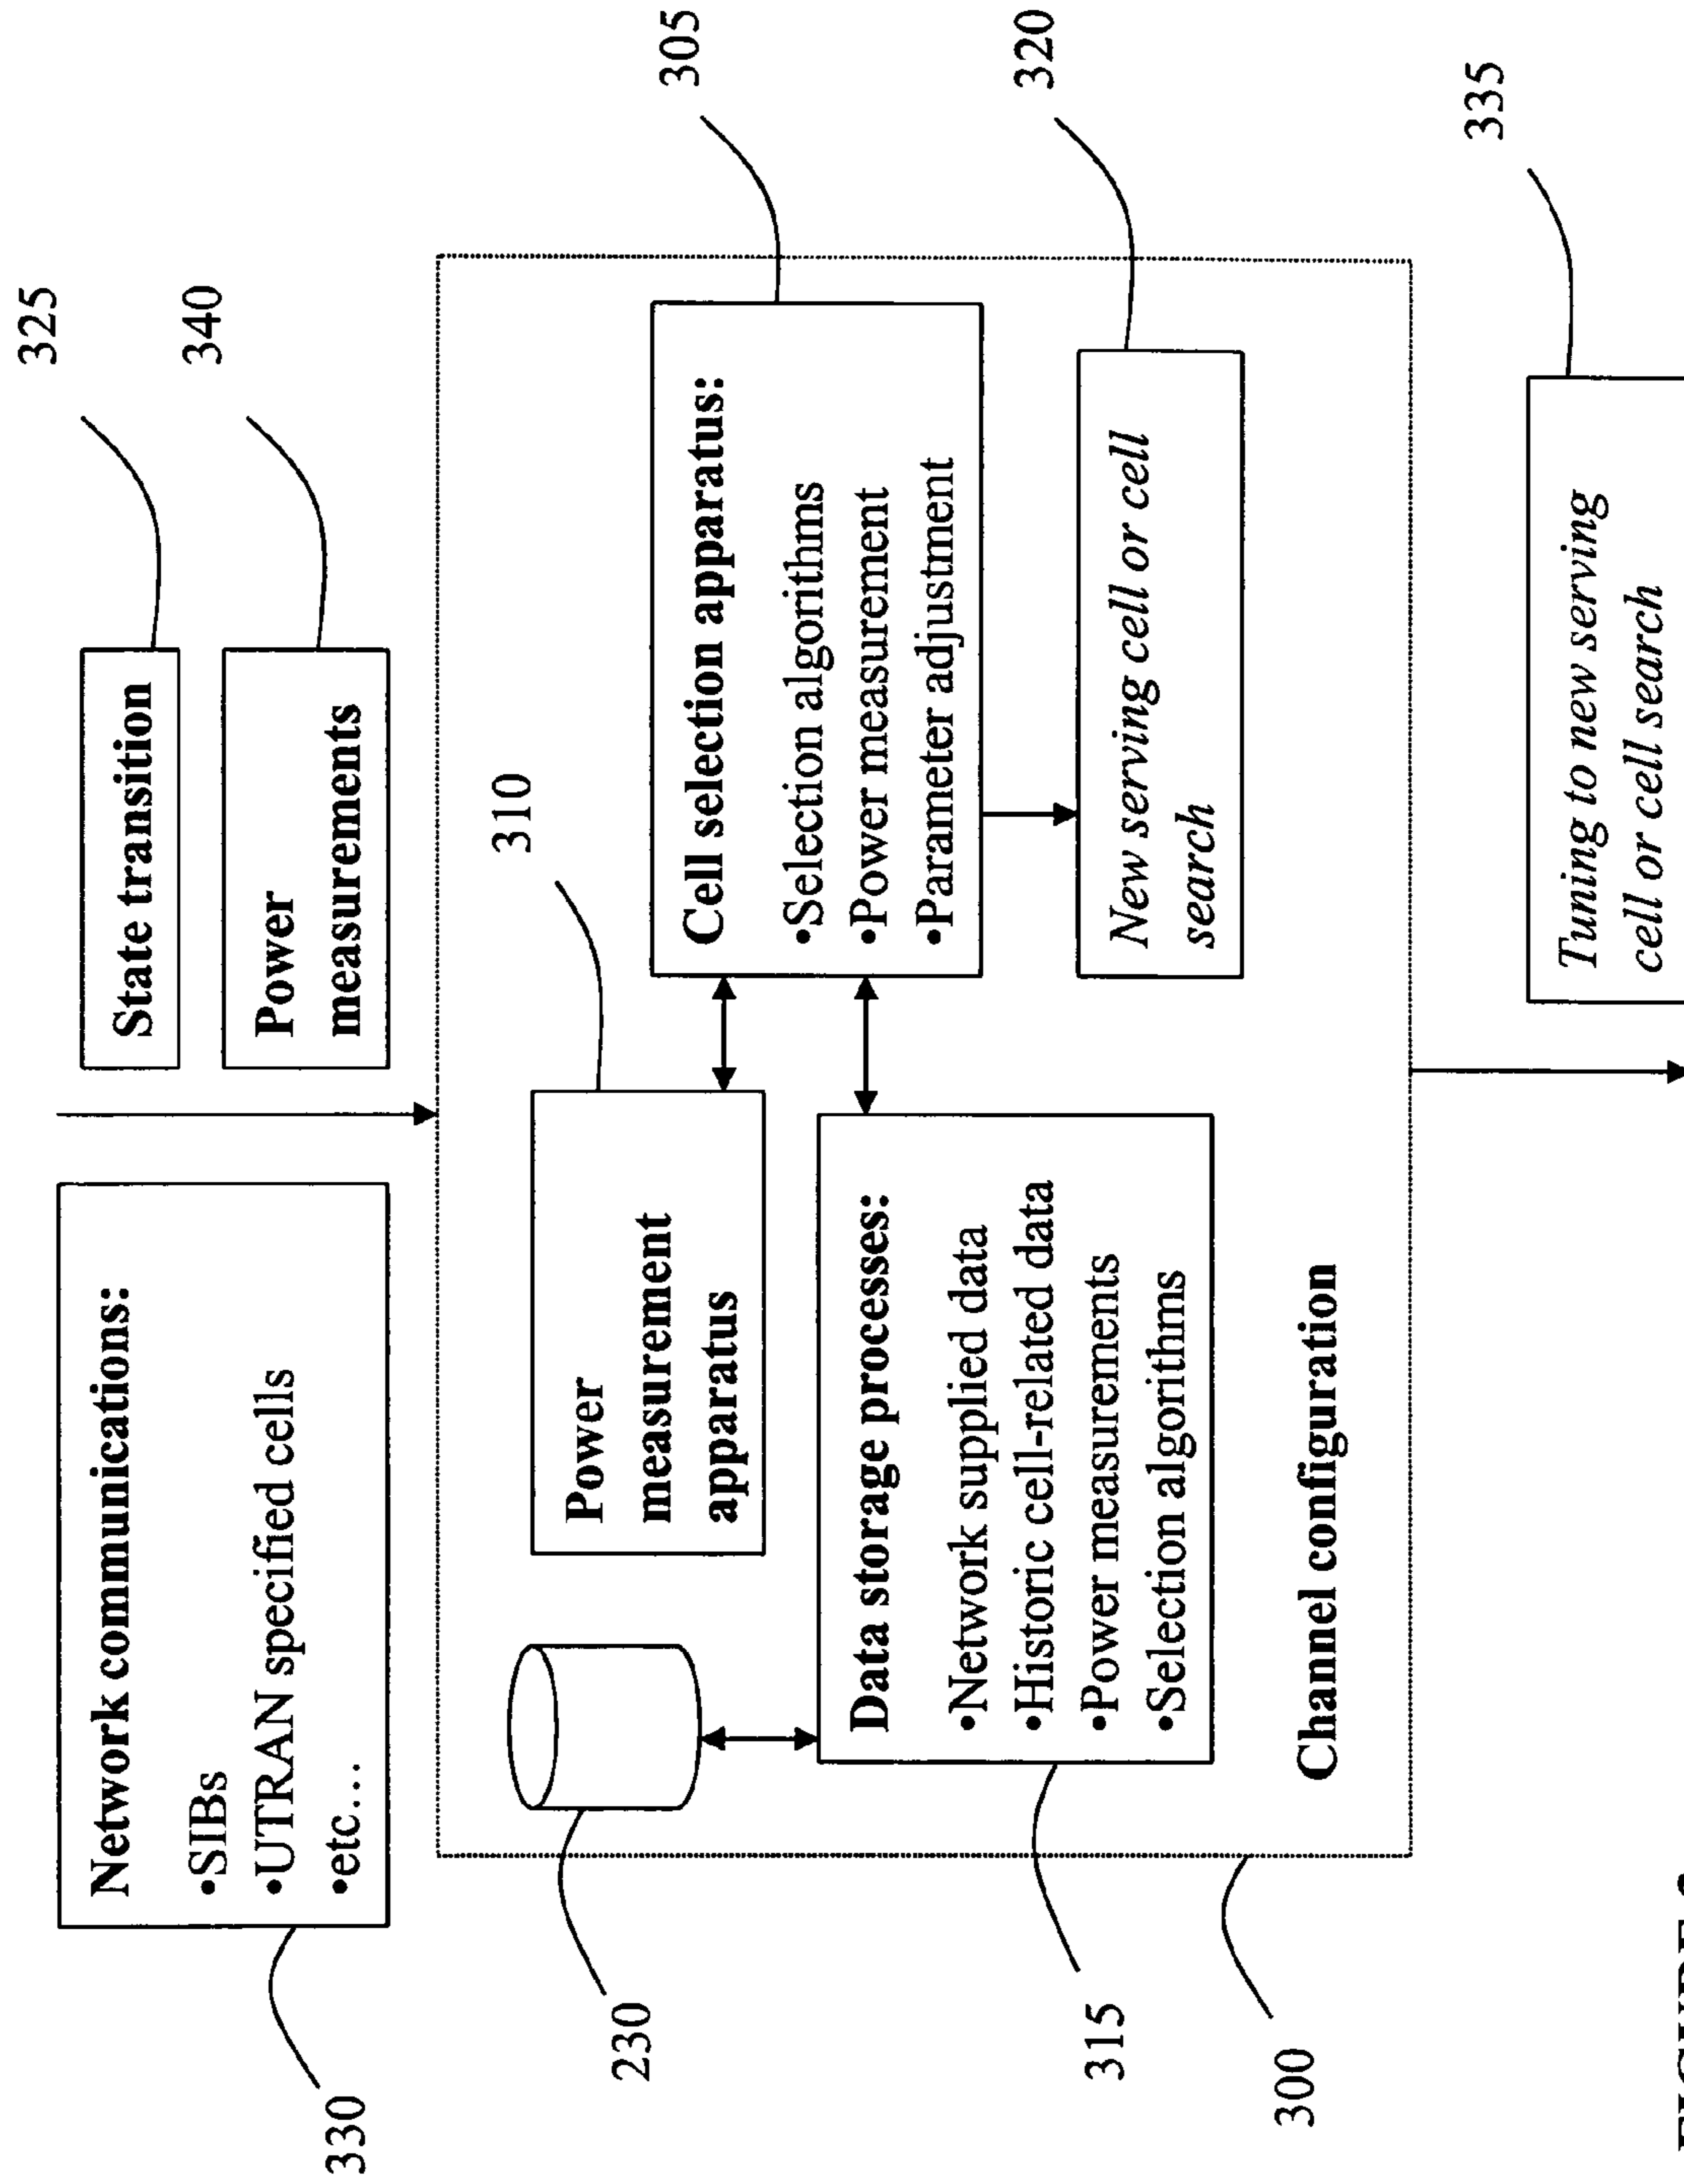 325
340
State transition
Power
measurements
Network communications:
•SIBs
•UTRAN specified cells
•etc…
330
305
320
310
Power
measurement
apparatus
Cell selection apparatus:
•Selection algorithms
•Power measurement
•Parameter adjustment
New serving cell or cell
search
230
Data storage processes:
•Network supplied data
•Historic cell-related data
•Power measurements
•Selection algorithms
315
Channel configuration
300
335
Tuning to new serving
cell or cell search
FIGURE